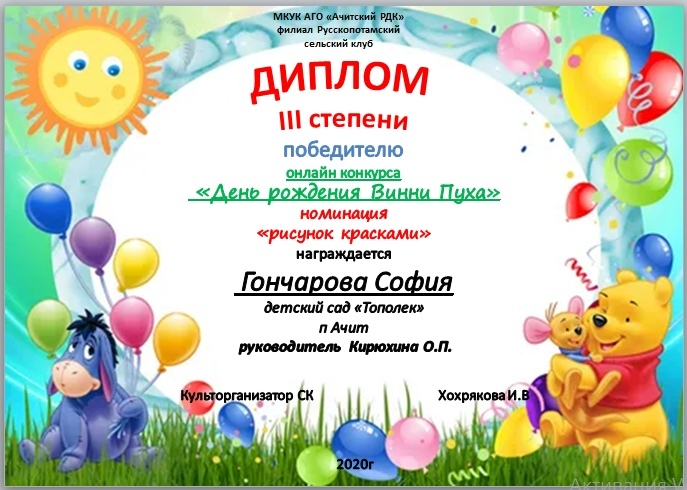 МКУК АГО «Ачитский РДК»
филиал Русскопотамский
сельский клуб
ДИПЛОМ
III степени
победителю
онлайн конкурса
«День рождения Винни Пуха»
номинация
«рисунок красками»
награждается
Гончарова София
детский сад «Тополек»
п Ачит
руководитель Кирюхина О.П.
Культорганизатор СК Хохрякова И.В
2020г
Активация W